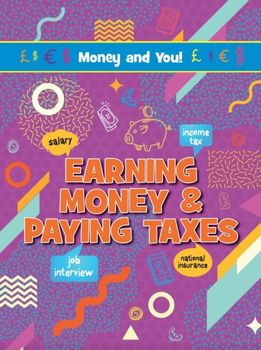 £ $ € $ Money and You! £ $ € $
salary
income
tax
EARNING
MONEY &
PAYING TAXES
job
interview
national
insurance